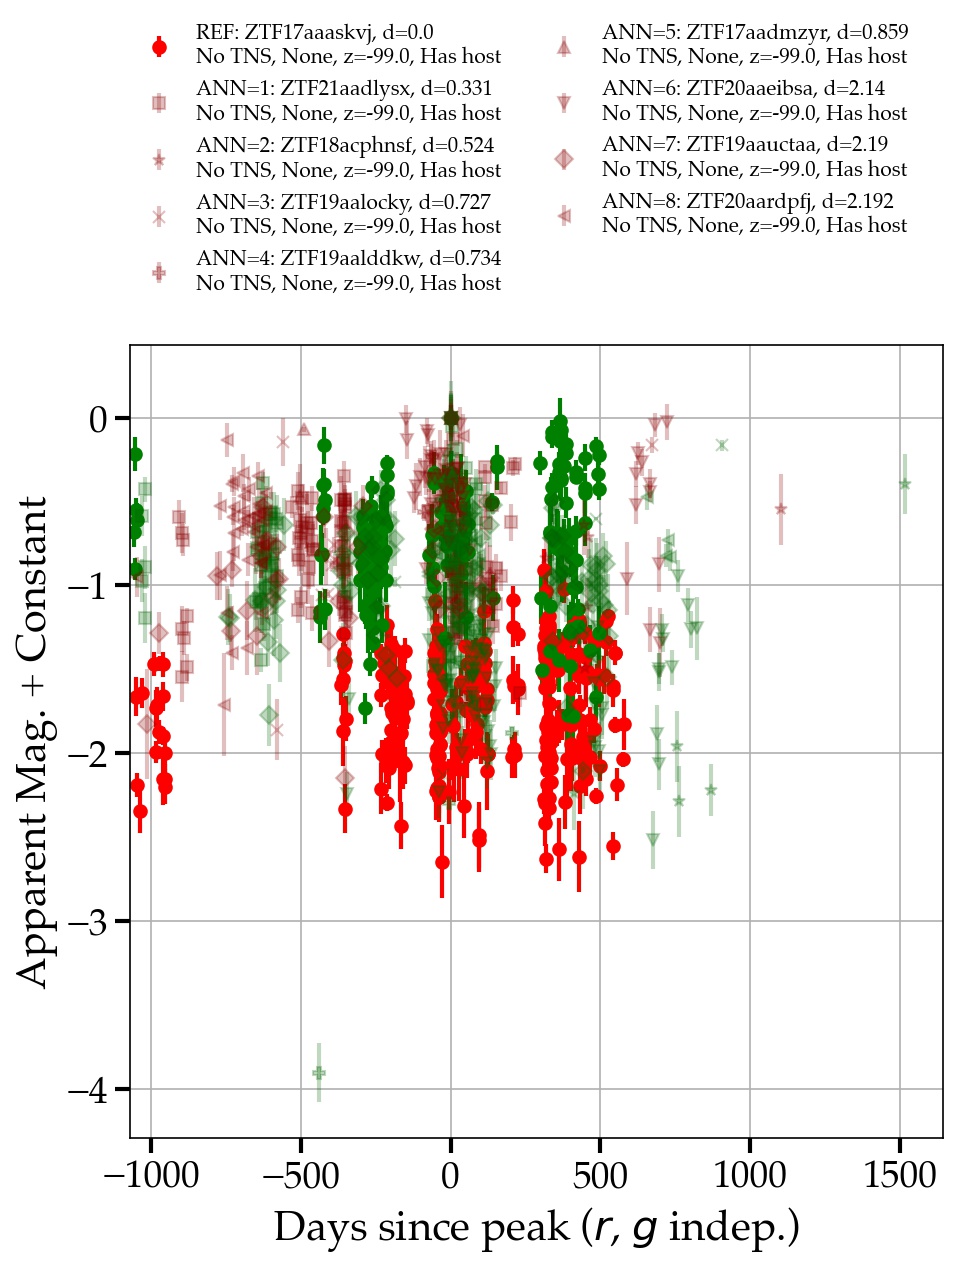 REF: ZTF17aaaskvj, d=0.0
No TNS, None, z=-99.0, Has host
ANN=1: ZTF21aadlysx, d=0.331
No TNS, None, z=-99.0, Has host
ANN=2: ZTF18acphnsf, d=0.524
No TNS, None, z=-99.0, Has host
ANN=3: ZTF19aalocky, d=0.727
No TNS, None, z=-99.0, Has host
ANN=4: ZTF19aalddkw, d=0.734
No TNS, None, z=-99.0, Has host
ANN=5: ZTF17aadmzyr, d=0.859
No TNS, None, z=-99.0, Has host
ANN=6: ZTF20aaeibsa, d=2.14
No TNS, None, z=-99.0, Has host
ANN=7: ZTF19aauctaa, d=2.19
No TNS, None, z=-99.0, Has host
ANN=8: ZTF20aardpfj, d=2.192
No TNS, None, z=-99.0, Has host
Apparent Mag. + Constant
0
−1
−2
−3
−4
−1000
−500
0
500
1000
1500
Days since peak (r, g indep.)